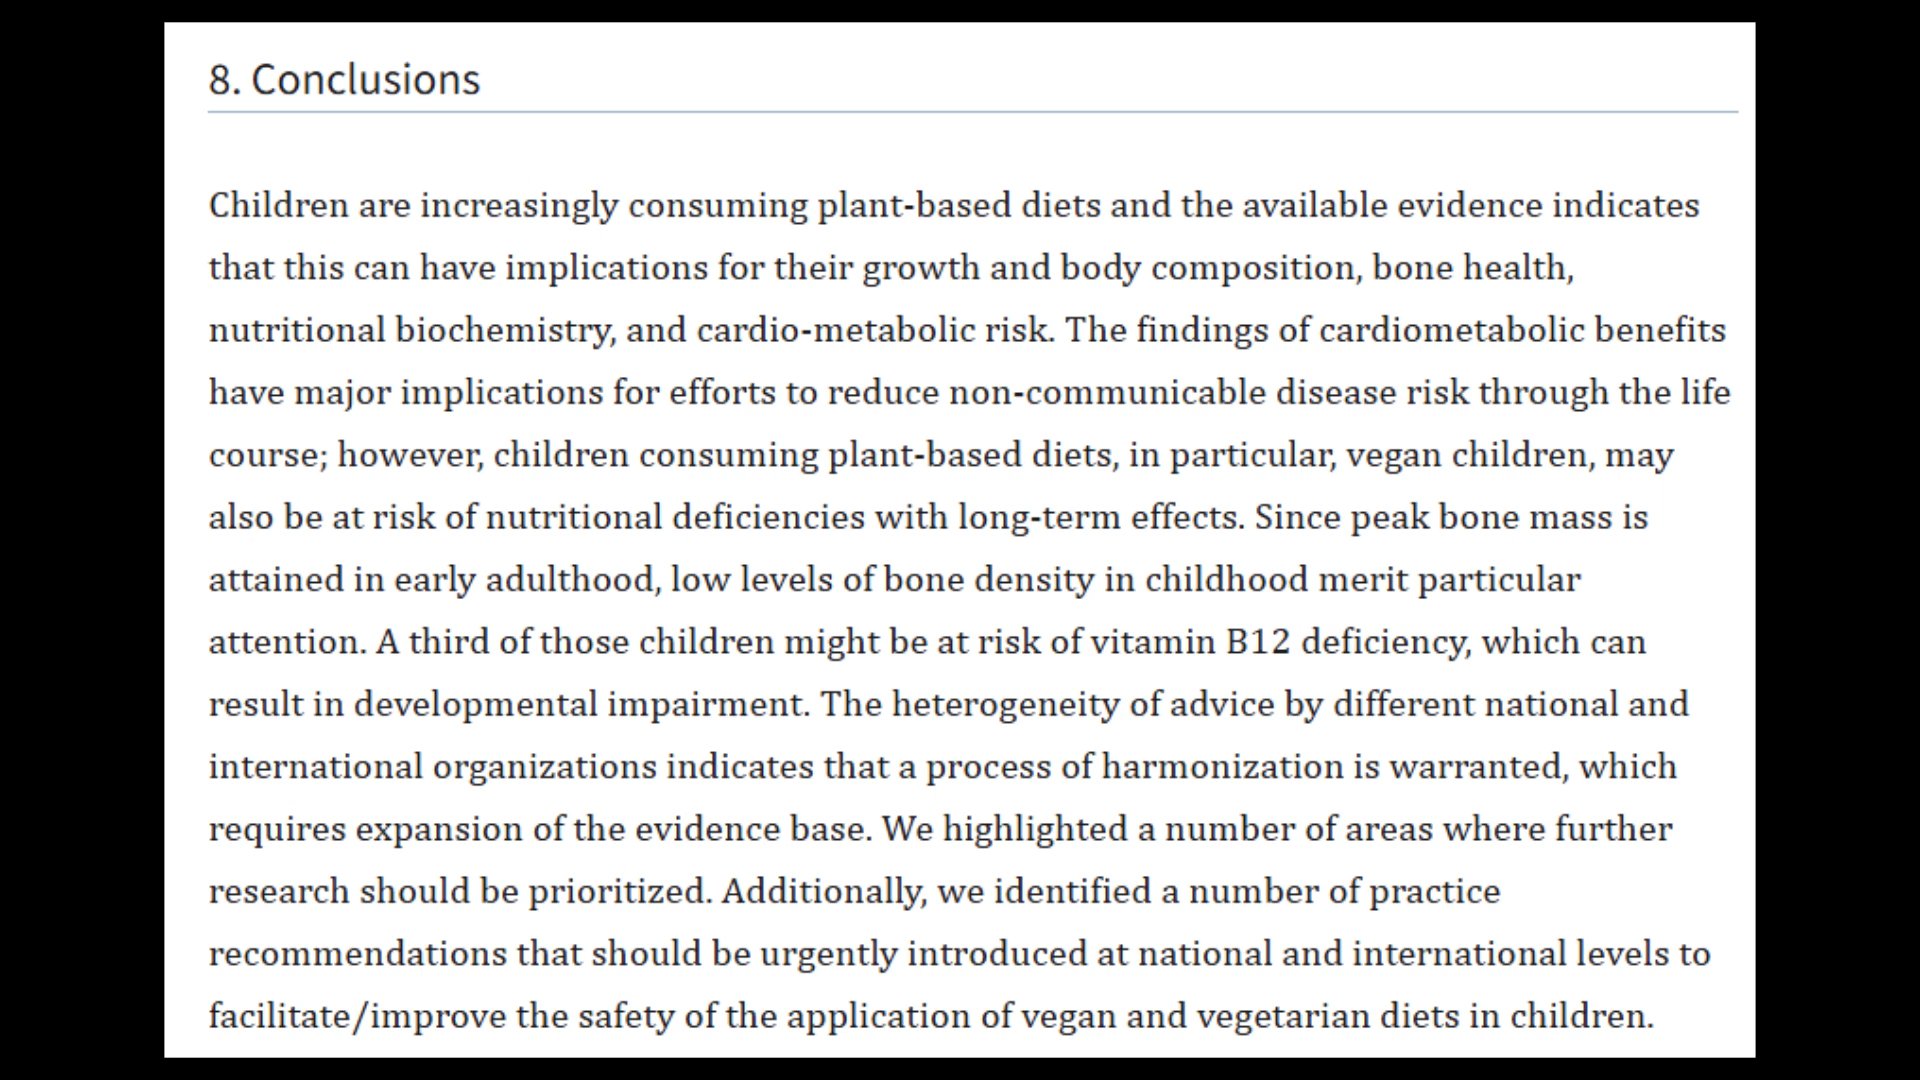 8. Conclusions
Children are increasingly consuming plant-based diets and the available evidence indicates
that this can have implications for their growth and body composition, bone health,
nutritional biochemistry, and cardio-metabolic risk. The findings of cardiometabolic benefits
have major implications for efforts to reduce non-communicable disease risk through the life
course; however, children consuming plant-based diets, in particular, vegan children, may
also be at risk of nutritional deficiencies with long-term effects. Since peak bone mass is
attained in early adulthood, low levels of bone density in childhood merit particular
attention. A third of those children might be at risk of vitamin B12 deficiency, which can
result in developmental impairment. The heterogeneity of advice by different national and
international organizations indicates that a process of harmonization is warranted, which
requires expansion of the evidence base. We highlighted a number of areas where further
research should be prioritized. Additionally, we identified a number of practice
recommendations that should be urgently introduced at national and international levels to
facilitate/improve the safety of the application of vegan and vegetarian diets in children.